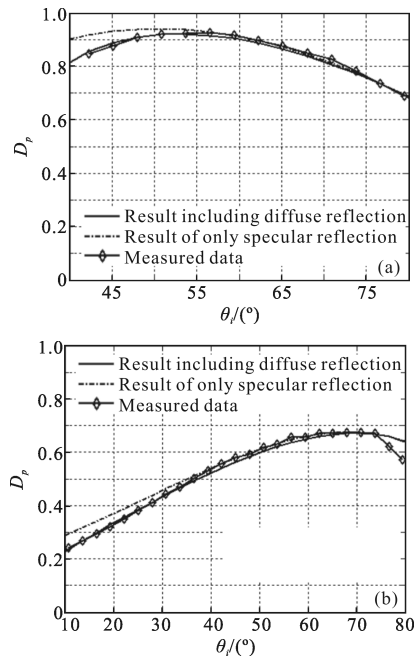 1.0
0.8
0.6
0.4
0.2
0
D_p
Result including diffuse reflection
Result of only specular reflection
Measured data
(a)
45 55 65 75
θ_i/(°)
1.0
0.8
0.6
0.4
0.2
0
D_p
Result including diffuse reflection
Result of only specular reflection
Measured data
(b)
10 20 30 40 50 60 70 80
θ_i/(°)